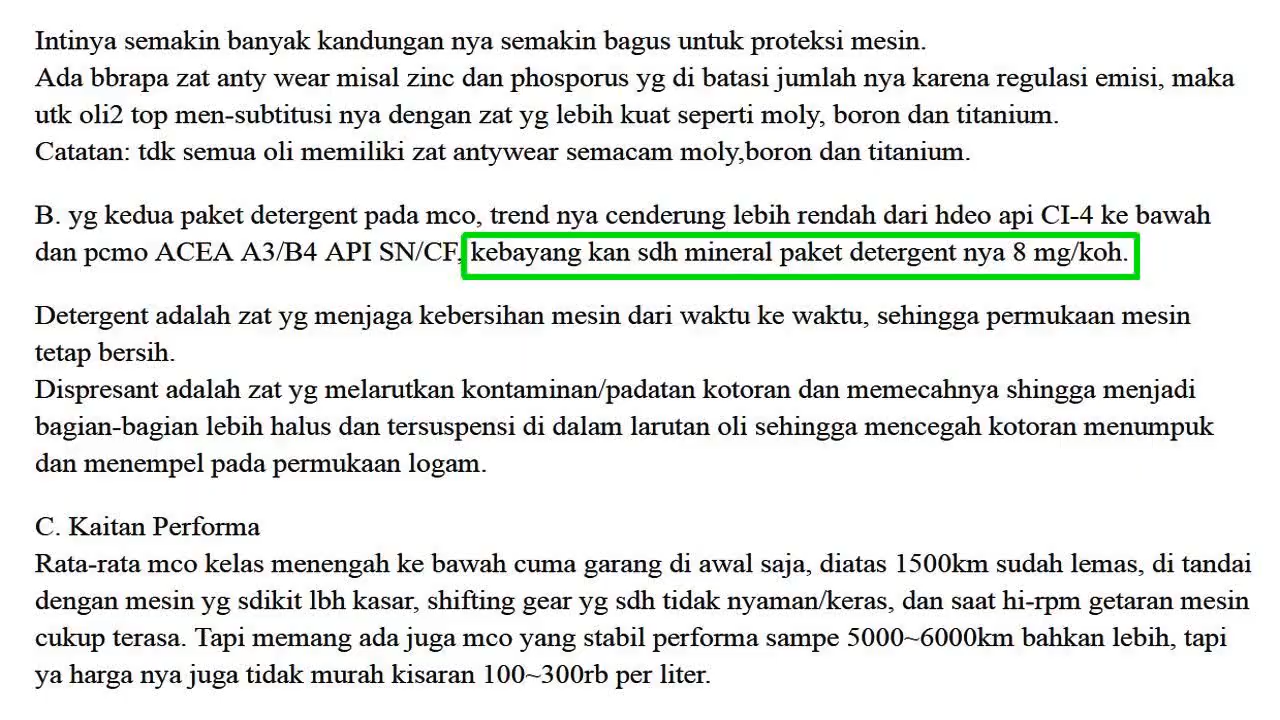 Intinya semakin banyak kandungan nya semakin bagus untuk proteksi mesin.
Ada bbrapa zat anty wear misal zinc dan phosporus yg di batasi jumlah nya karena regulasi emisi, maka
utk oli2 top men-subtitusi nya dengan zat yg lebih kuat seperti moly, boron dan titanium.
Catatan: tdk semua oli memiliki zat antywear semacam moly,boron dan titanium.
B. yg kedua paket detergent pada mco, trend nya cenderung lebih rendah dari hdeo api CI-4 ke bawah
dan pcmo ACEA A3/B4 API SN/CF, kebayang kan sdh mineral paket detergent nya 8 mg/koh.
Detergent adalah zat yg menjaga kebersihan mesin dari waktu ke waktu, sehingga permukaan mesin
tetap bersih.
Dispresant adalah zat yg melarutkan kontaminan/padatan kotoran dan memecahnya shingga menjadi
bagian-bagian lebih halus dan tersuspensi di dalam larutan oli sehingga mencegah kotoran menumpuk
dan menempel pada permukaan logam.
C. Kaitan Performa
Rata-rata mco kelas menengah ke bawah cuma garang di awal saja, diatas 1500km sudah lemas, di tandai
dengan mesin yg sdikit lbh kasar, shifting gear yg sdh tidak nyaman/keras, dan saat hi-rpm getaran mesin
cukup terasa. Tapi memang ada juga mco yang stabil performa sampe 5000~6000km bahkan lebih, tapi
ya harga nya juga tidak murah kisaran 100~300rb per liter.